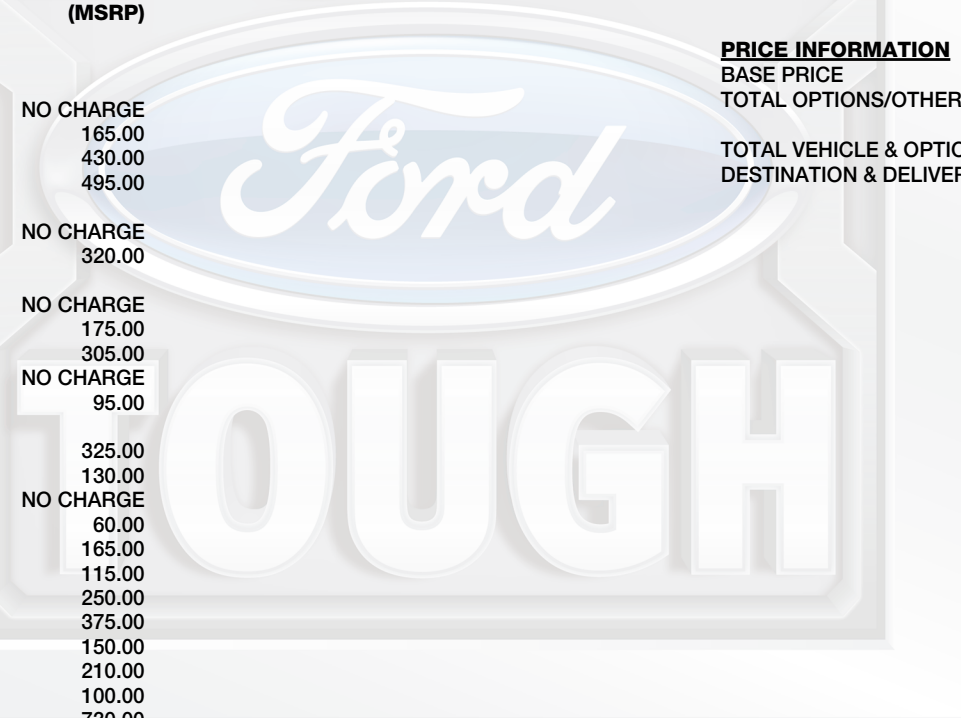 (MSRP)
NO CHARGE
165.00
430.00
495.00
NO CHARGE
320.00
NO CHARGE
175.00
305.00
NO CHARGE
95.00
325.00
130.00
NO CHARGE
60.00
165.00
115.00
250.00
375.00
150.00
210.00
100.00
PRICE INFORMATION
BASE PRICE
TOTAL OPTIONS/OTHER
TOTAL VEHICLE & OPTIO
DESTINATION & DELIVER
Ford
TOUGH